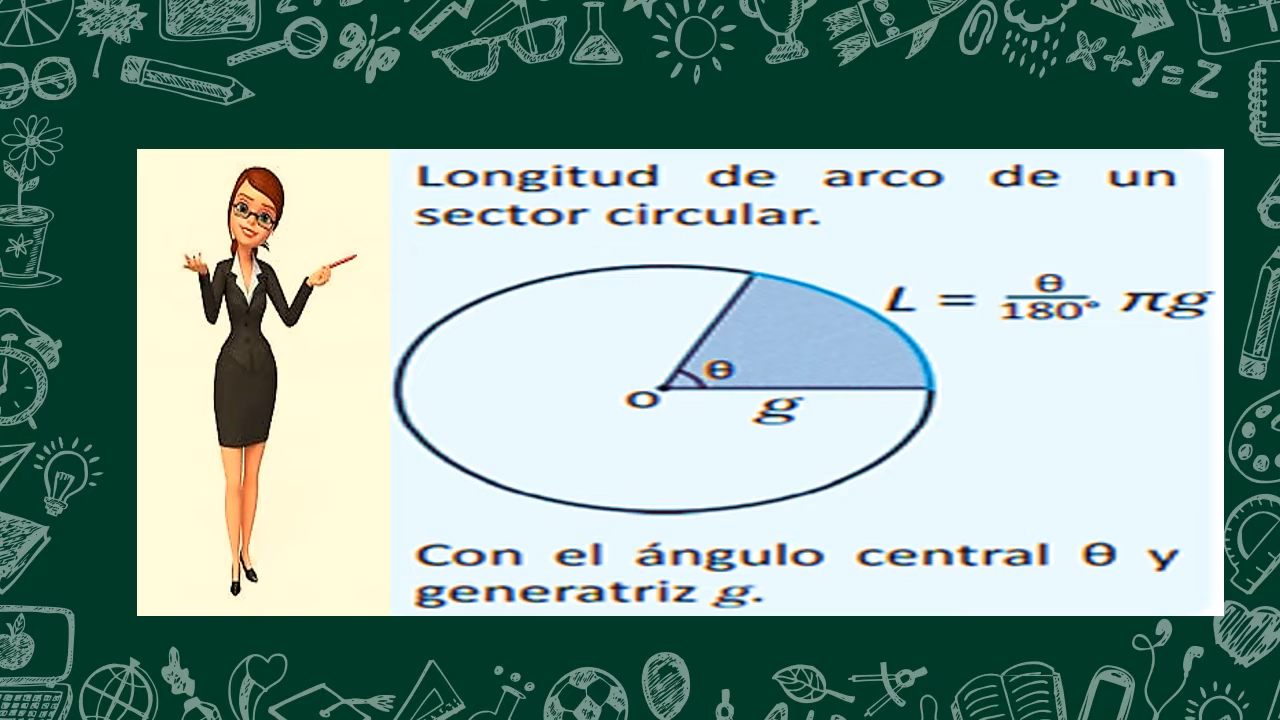 x+y=z
Longitud de arco de un
sector circular.
L = θ/180° πg
θ
O
g
Con el ángulo central θ y
generatriz g.